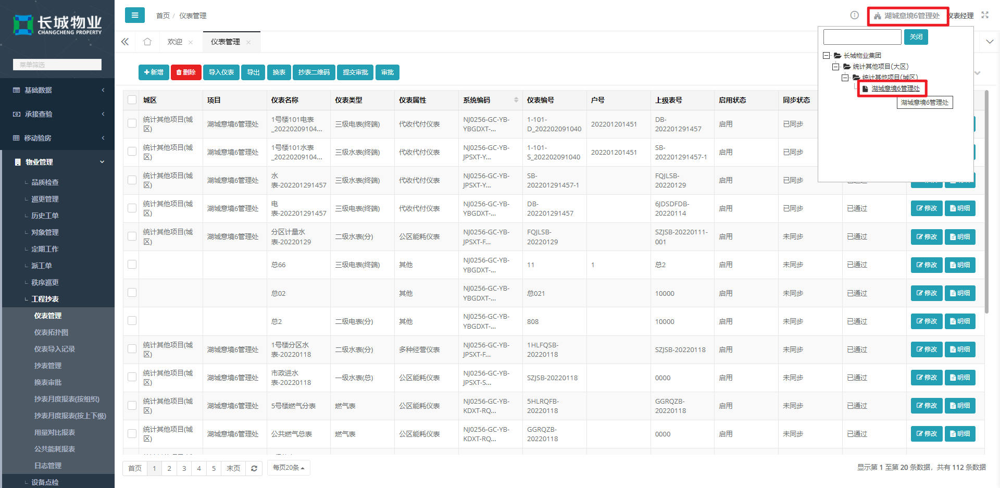 长城物业
CHANGCHENG PROPERTY
菜单筛选
基础数据
承接查验
移动验房
物业管理
品质检查
巡更管理
历史工单
对象管理
定期工作
派工单
秩序巡更
工程抄表
仪表管理
仪表拓扑图
仪表导入记录
抄表管理
换表审批
抄表月度报表(按组织)
抄表月度报表(按上下级)
用量对比报表
公共能耗报表
日志管理
设备点检
首页 / 仪表管理
湖城意境6管理处
仪表经理
欢迎 ×
仪表管理 ×
新增 删除 导入仪表 导出 换表 抄表二维码 提交审批 审批
关闭
长城物业集团
统计其他项目(大区)
统计其他项目(城区)
湖城意境6管理处
湖城意境6管理处
城区 项目 仪表名称 仪表类型 仪表属性 系统编码 仪表编号 户号 上级表号 启用状态 同步状态
统计其他项目(城区) 湖城意境6管理处 1号楼101电表_20220209104... 三级电表(终端) 代收代付仪表 NJ0256-GC-YB-YBGDXT-... 1-101-D_202202091040 202201201451 DB-202201291457 启用 已同步
统计其他项目(城区) 湖城意境6管理处 1号楼101水表_20220209104... 三级水表(终端) 代收代付仪表 NJ0256-GC-YB-JPSXT-Y... 1-101-S_202202091040 202201201451 SB-202201291457-1 启用 已同步
统计其他项目(城区) 湖城意境6管理处 水表-202201291457 三级水表(终端) 代收代付仪表 NJ0256-GC-YB-JPSXT-Y... SB-202201291457-1 FQJLSB-20220129 启用 已同步
统计其他项目(城区) 湖城意境6管理处 电表-202201291457 三级电表(终端) 代收代付仪表 NJ0256-GC-YB-YBGDXT-... DB-202201291457 6JDSDFDB-20220114 启用 已同步 已通过 修改 明细
统计其他项目(城区) 湖城意境6管理处 分区计量水表-20220129 二级水表(分) 公区能耗仪表 NJ0256-GC-YB-JPSXT-F... FQJLSB-20220129 SZJSB-20220111-001 启用 未同步 已通过 修改 明细
总66 三级电表(终端) 其他 NJ0256-GC-YB-YBGDXT-... 11 1 总2 启用 未同步 已通过 修改 明细
总02 其他 NJ0256-GC-YB-YBGDXT-... 总021 10000 启用 未同步 已通过 修改 明细
总2 二级电表(分) 其他 NJ0256-GC-YB-YBGDXT-... 808 10000 启用 未同步 已通过 修改 明细
统计其他项目(城区) 湖城意境6管理处 1号楼分区水表-20220118 二级水表(分) 多种经营仪表 NJ0256-GC-YB-JPSXT-F... 1HLFQSB-20220118 SZJSB-20220118 启用 未同步 已通过 修改 明细
统计其他项目(城区) 湖城意境6管理处 市政进水表-20220118 一级水表(总) 公区能耗仪表 NJ0256-GC-YB-JPSXT-S... SZJSB-20220118 0000 启用 未同步 已通过 修改 明细
统计其他项目(城区) 湖城意境6管理处 5号楼燃气分表 燃气表 公区能耗仪表 NJ0256-GC-YB-KDXT-RQ... 5HLRQFB-20220118 GGRQZB-20220118 启用 未同步 已通过 修改 明细
统计其他项目(城区) 湖城意境6管理处 公共燃气总表 燃气表 公区能耗仪表 NJ0256-GC-YB-KDXT-RQ... GGRQZB-20220118 0000 启用 未同步 已通过 修改 明细
首页 1 2 3 4 5 末页 每页20条
显示第 1 至第 20 条数据，共有 112 条数据